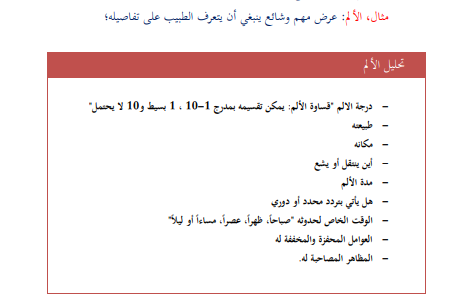 مثال، الألم: عرض مهم وشائع ينبغي أن يتعرف الطبيب على تفاصيله؛
تحليل الألم
– درجة الالم "قساوة الألم: يمكن تقسيمه بمدرج 1–10 ، 1 بسيط و10 لا يحتمل"
– طبيعته
– مكانه
– أين ينتقل أو يشع
– مدة الألم
– هل يأتي بتردد محدد أو دوري
– الوقت الخاص لحدوثه "صباحاً، ظهراً، عصراً، مساءاً أو ليلاً"
– العوامل المحفزة والمخففة له
– المظاهر المصاحبة له.